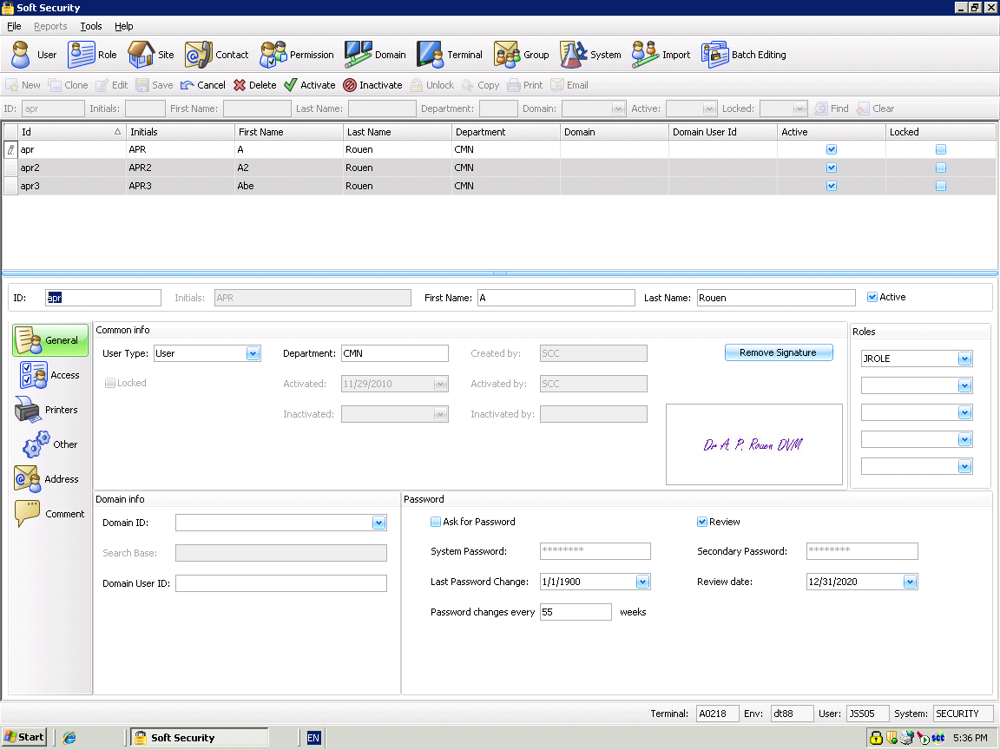 Soft Security
File Reports Tools Help
User Role Site Contact Permission Domain Terminal Group System Import Batch Editing
New Clone Edit Save Cancel Delete Activate Inactivate Unlock Copy Print Email
ID: apr Initials: First Name: Last Name: Department: Domain: Active: Locked: Find Clear
Id Initials First Name Last Name Department Domain Domain User Id Active Locked
apr APR A Rouen CMN
apr2 APR2 A2 Rouen CMN
apr3 APR3 Abe Rouen CMN
ID: apr Initials: APR First Name: A Last Name: Rouen Active
General
Access
Printers
Other
Address
Comment
Common info
User Type: User Department: CMN Created by: SCC Remove Signature
Locked Activated: 11/29/2010 Activated by: SCC
Inactivated: Inactivated by:
Dr A. P. Rouen DVM
Roles
JROLE
Domain info
Domain ID:
Search Base:
Domain User ID:
Password
Ask for Password Review
System Password: ******** Secondary Password: ********
Last Password Change: 1/1/1900 Review date: 12/31/2020
Password changes every 55 weeks
Terminal: A0218 Env: dt88 User: JSS05 System: SECURITY
Start Soft Security EN scc 5:36 PM